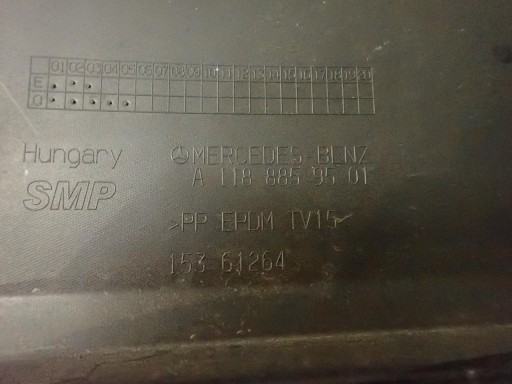 01 02 03 04 05 06 07 08 09 10 11 12 13 14 15 16 17 18 19 20
E
Q
Hungary
SMP
MERCEDES-BENZ
A 118 885 95 01
>PP EPDM TV15<
153 61264